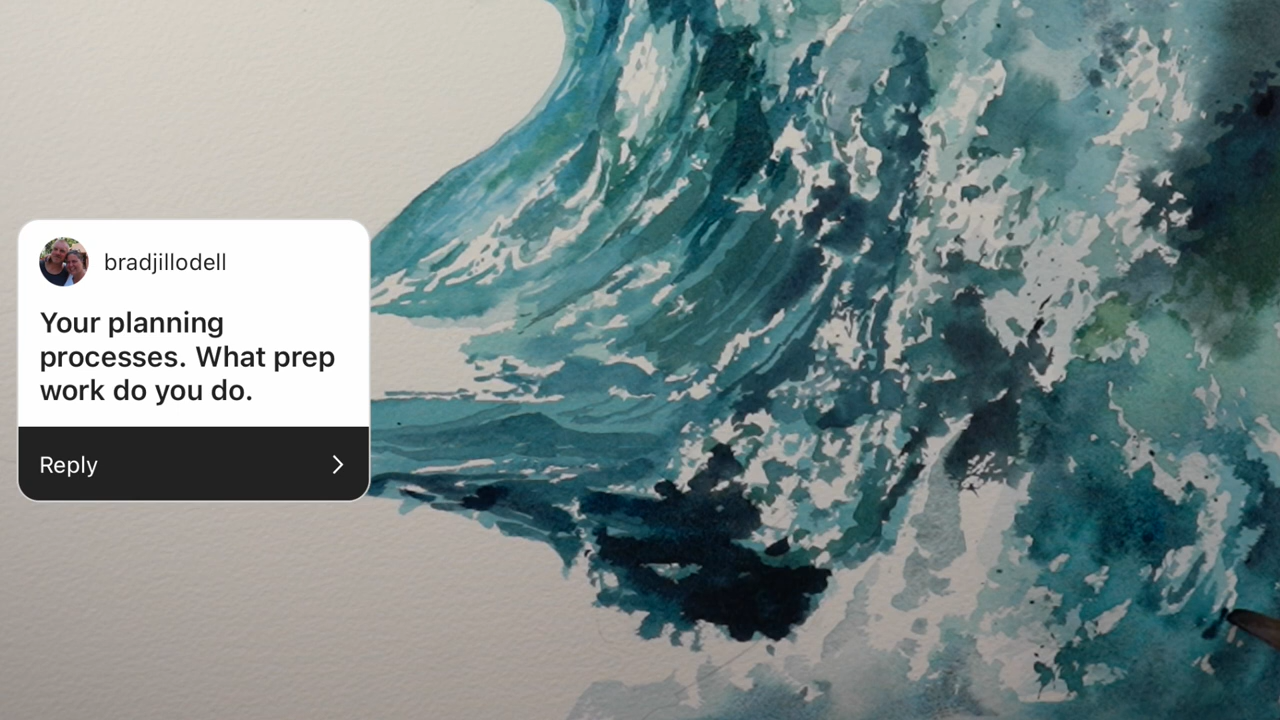 bradjillodell
Your planning
processes. What prep
work do you do.
Reply